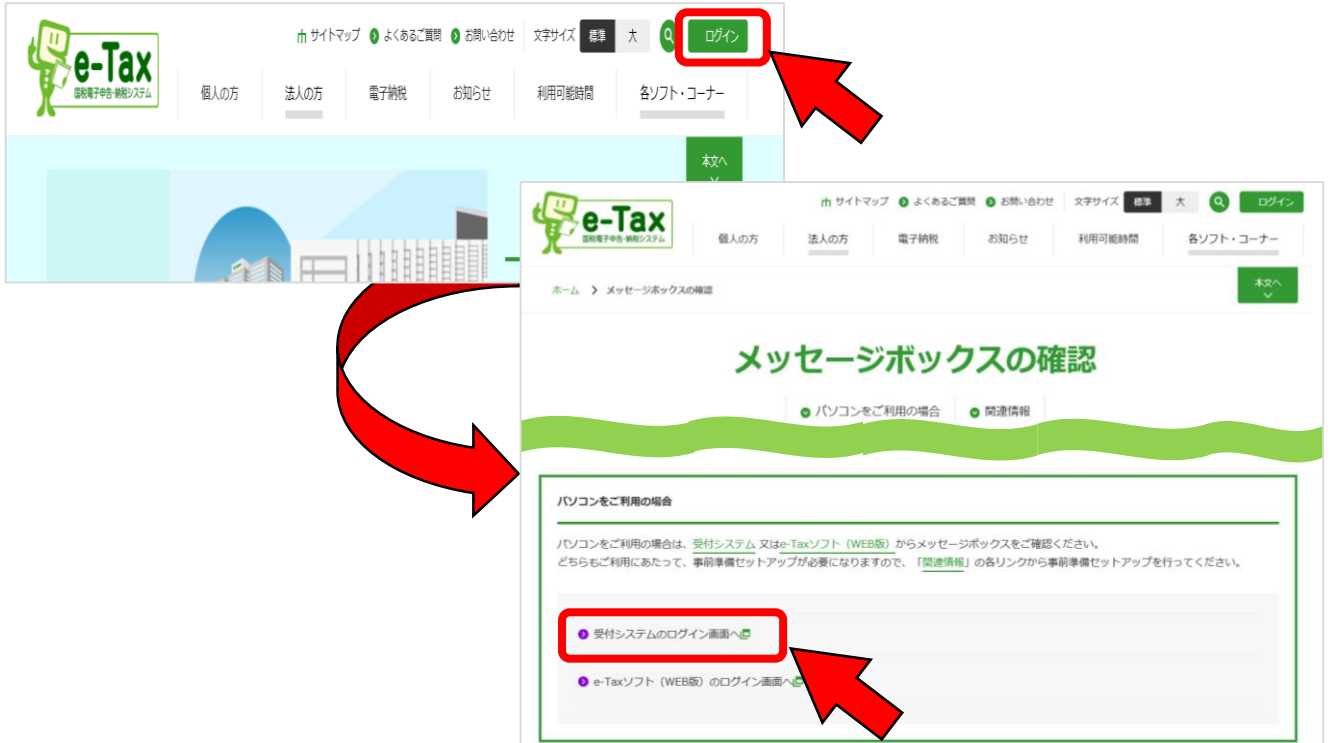 サイトマップ よくあるご質問 お問い合わせ 文字サイズ 標準 大 ログイン
e-Tax
国税電子申告・納税システム
個人の方 法人の方 電子納税 お知らせ 利用可能時間 各ソフト・コーナー
本文へ
サイトマップ よくあるご質問 お問い合わせ 文字サイズ 標準 大 ログイン
e-Tax
国税電子申告・納税システム
個人の方 法人の方 電子納税 お知らせ 利用可能時間 各ソフト・コーナー
ホーム メッセージボックスの確認
本文へ
メッセージボックスの確認
パソコンをご利用の場合 関連情報
パソコンをご利用の場合
パソコンをご利用の場合は、受付システム 又はe-Taxソフト（WEB版）からメッセージボックスをご確認ください。
どちらもご利用にあたって、事前準備セットアップが必要になりますので、「関連情報」の各リンクから事前準備セットアップを行ってください。
受付システムのログイン画面へ
e-Taxソフト（WEB版）のログイン画面へ